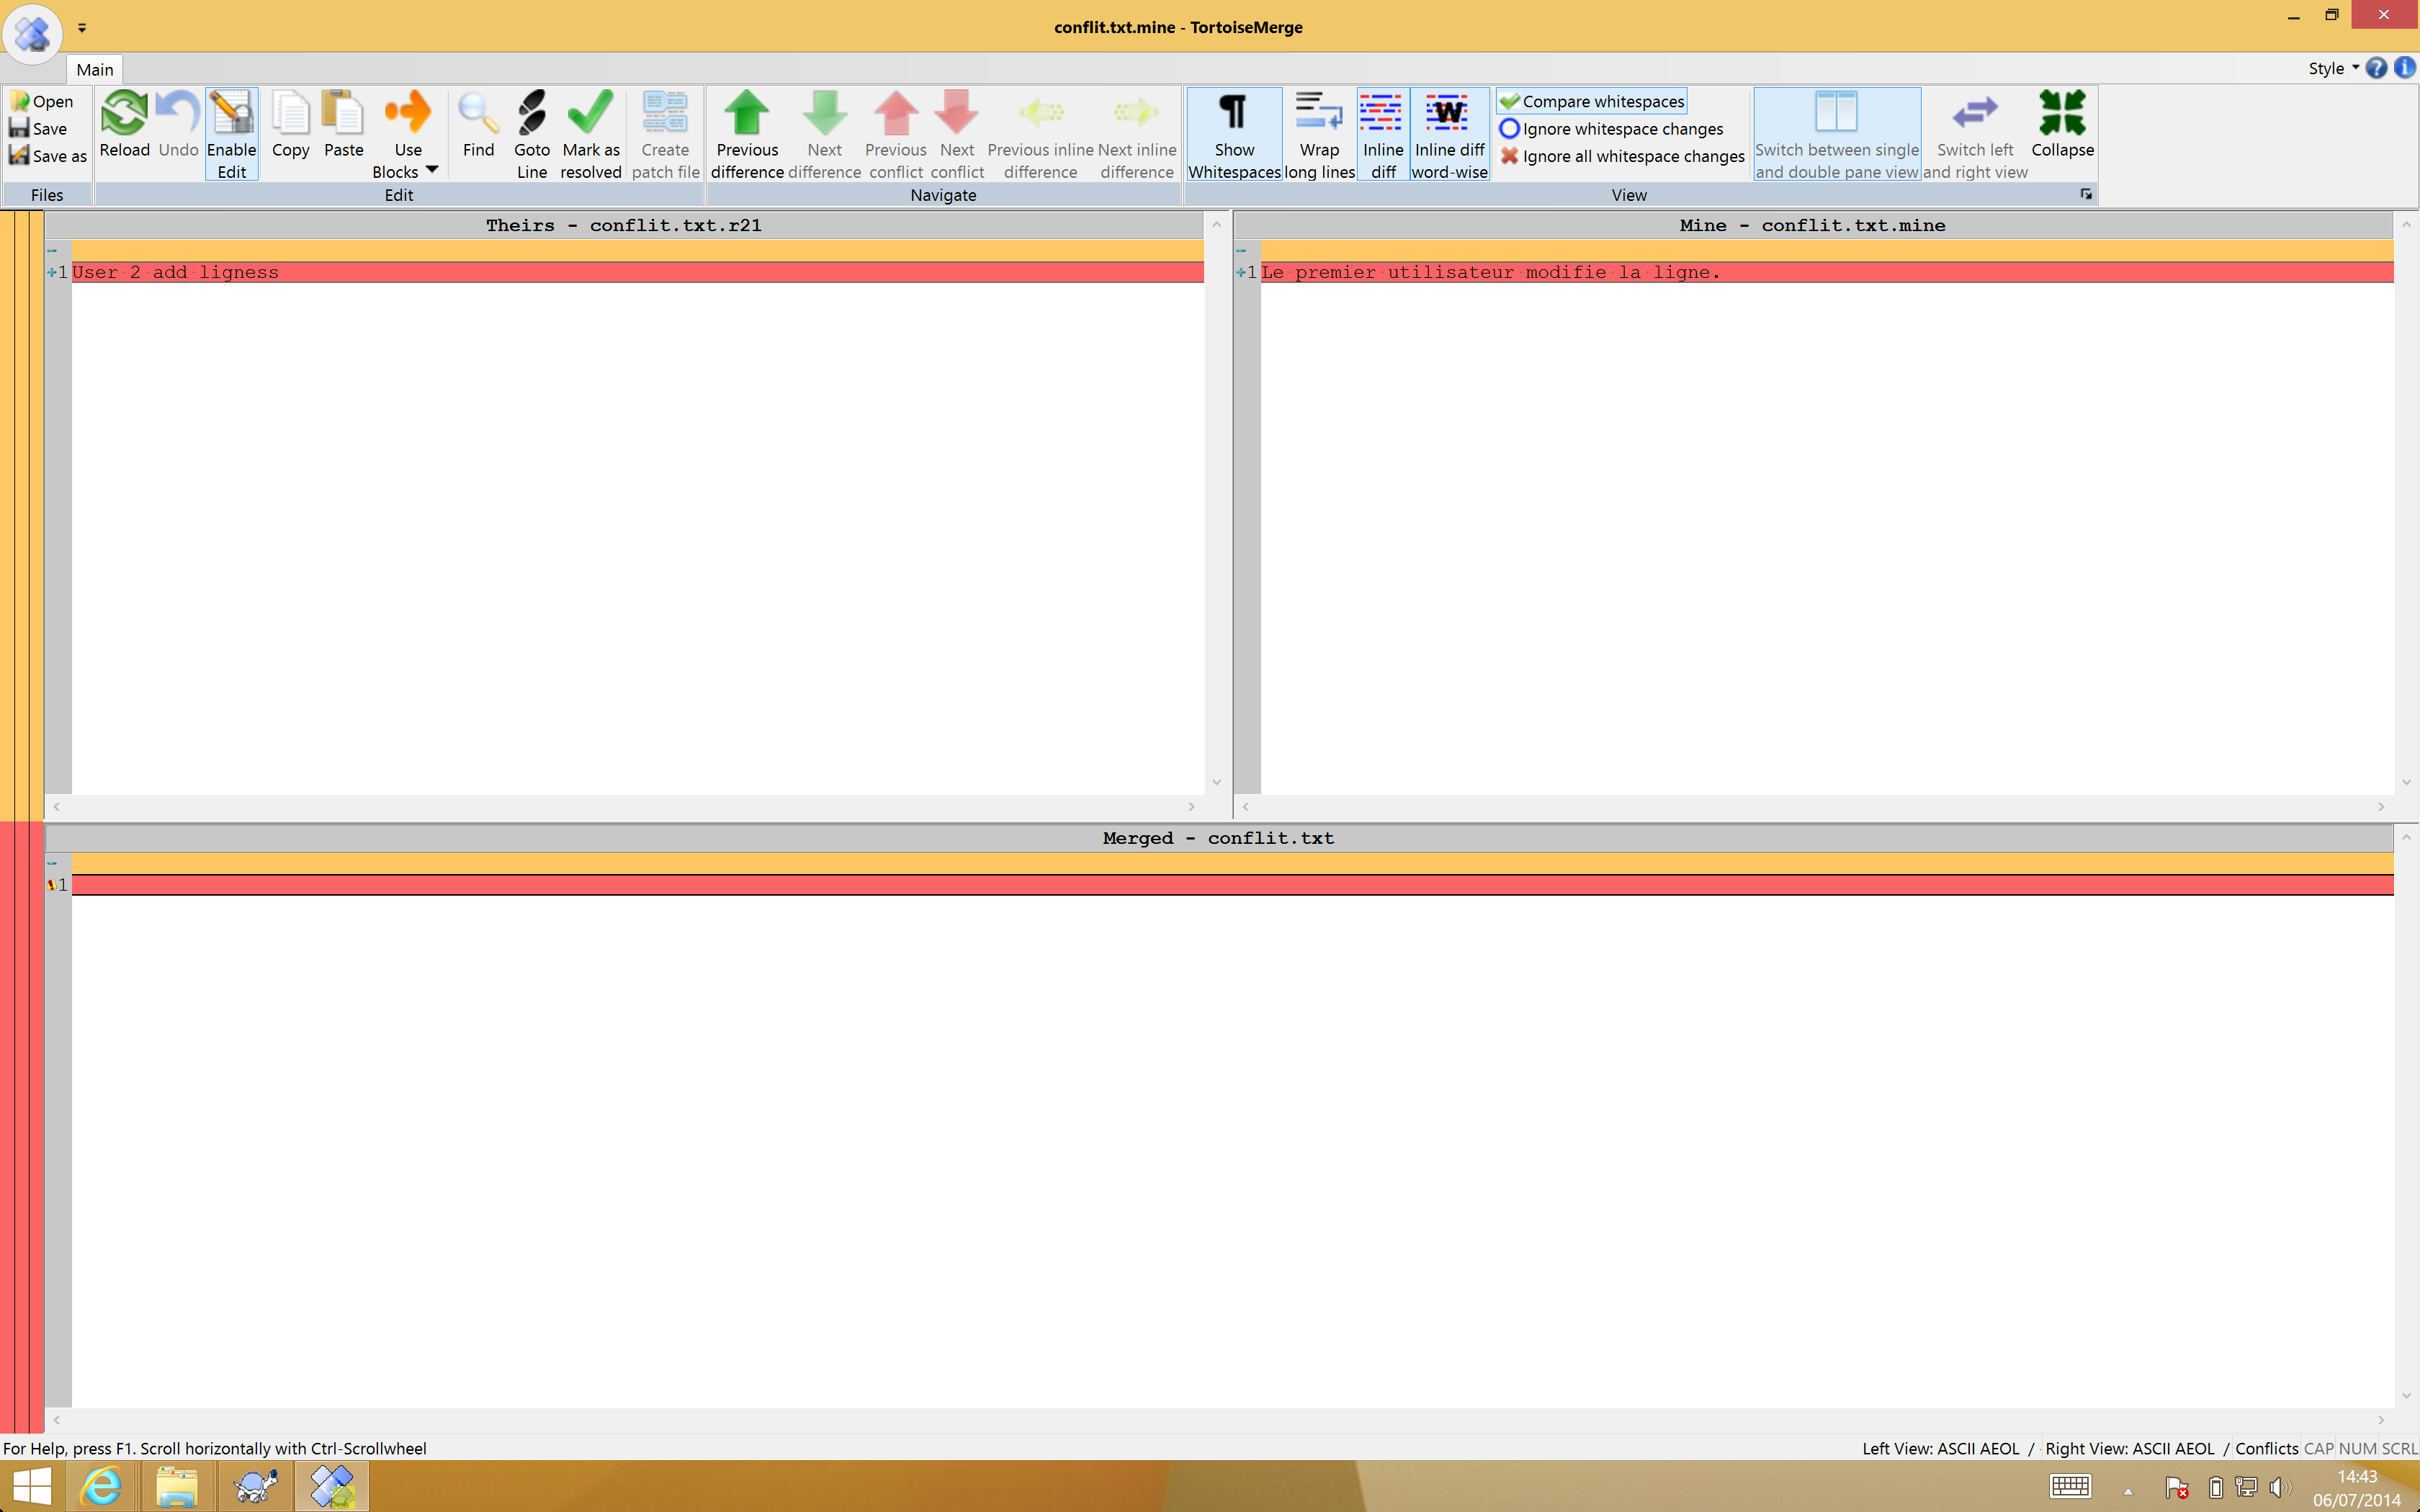 conflit.txt.mine - TortoiseMerge
Main
Style
Open
Save
Save as
Files
Reload
Undo
Enable Edit
Copy
Paste
Use Blocks
Find
Goto Line
Mark as resolved
Create patch file
Edit
Previous difference
Next difference
Previous conflict
Next conflict
Previous inline difference
Next inline difference
Navigate
Show Whitespaces
Wrap long lines
Inline diff
Inline diff word-wise
Compare whitespaces
Ignore whitespace changes
Ignore all whitespace changes
Switch between single and double pane view
Switch left and right view
Collapse
View
Theirs - conflit.txt.r21
1 User 2 add ligness
Mine - conflit.txt.mine
1 Le premier utilisateur modifie la ligne.
Merged - conflit.txt
1
For Help, press F1. Scroll horizontally with Ctrl-Scrollwheel
Left View: ASCII AEOL / - Right View: ASCII AEOL / Conflicts CAP NUM SCRL
14:43
06/07/2014